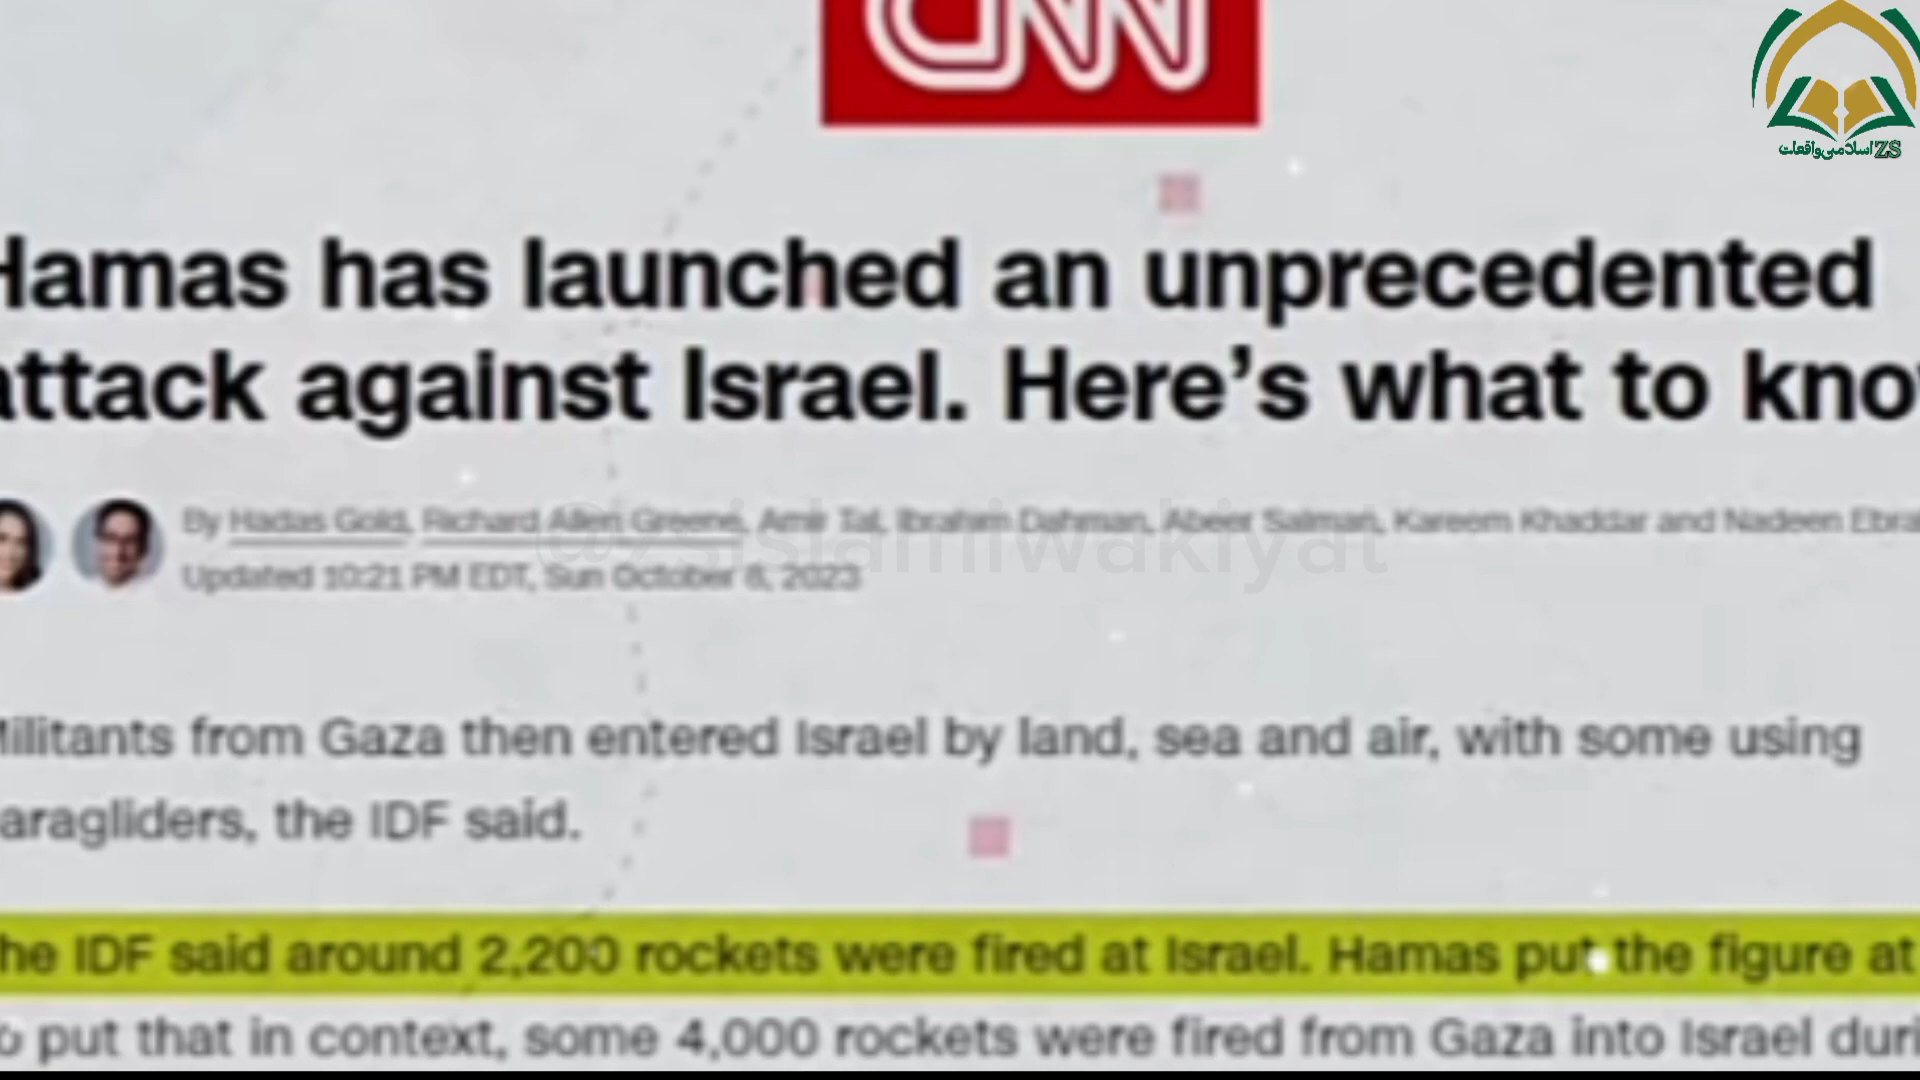 CNN
ZS اسلامی واقعات
Hamas has launched an unprecedented
attack against Israel. Here's what to know
By Hadas Gold, Richard Allen Greene, Amir Tal, Ibrahim Dahman, Abeer Salman, Kareem Khaddar and Nadeen Ebra
@zsislamiwakiyat
Updated 10:21 PM EDT, Sun October 8, 2023
Militants from Gaza then entered Israel by land, sea and air, with some using
paragliders, the IDF said.
The IDF said around 2,200 rockets were fired at Israel. Hamas put the figure at
To put that in context, some 4,000 rockets were fired from Gaza into Israel duri